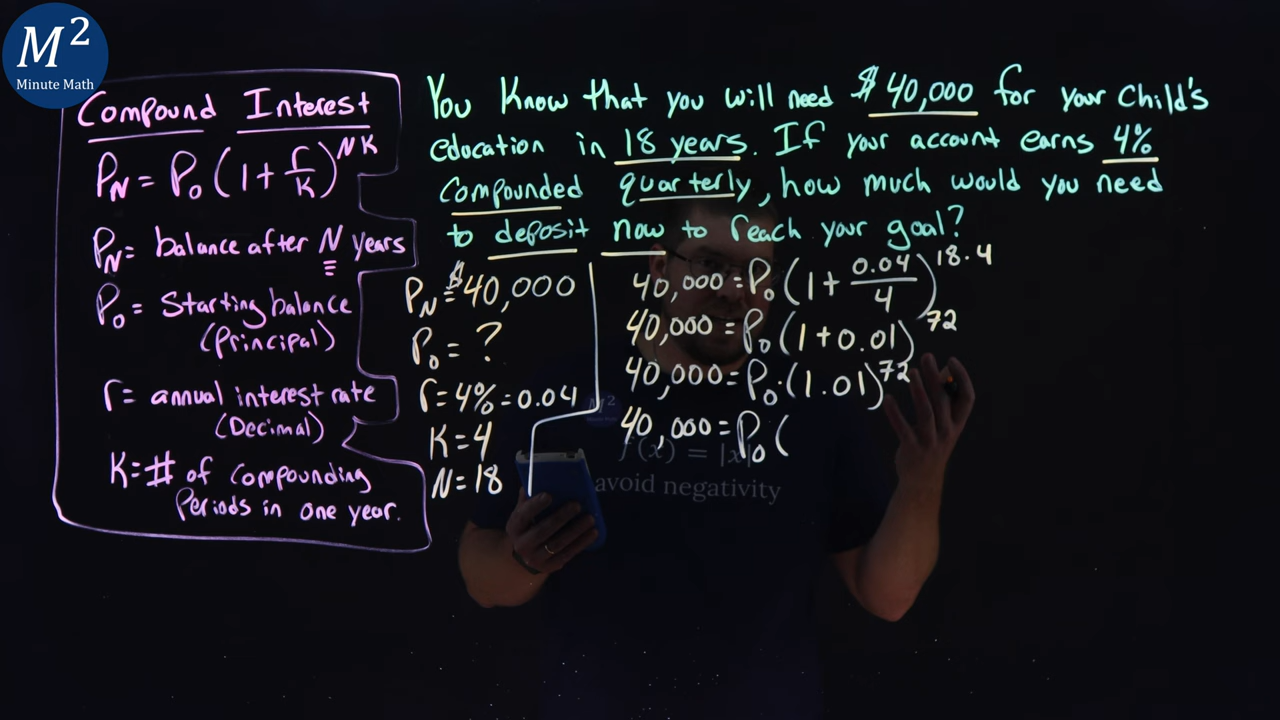 M²
Minute Math
Compound Interest
P_N = P_0 (1 + r/k)^NK
P_N = balance after N years
P_0 = Starting balance
(Principal)
r = annual interest rate
(Decimal)
K = # of compounding
Periods in one year.
You know that you will need $40,000 for your child's
education in 18 years. If your account earns 4%
compounded quarterly, how much would you need
to deposit now to reach your goal?
P_N = $40,000
P_0 = ?
r = 4% = 0.04
K = 4
N = 18
40,000 = P_0 (1 + 0.04/4)^18·4
40,000 = P_0 (1 + 0.01)^72
40,000 = P_0 · (1.01)^72
40,000 = P_0 (
M²
f(x) = |x|
avoid negativity